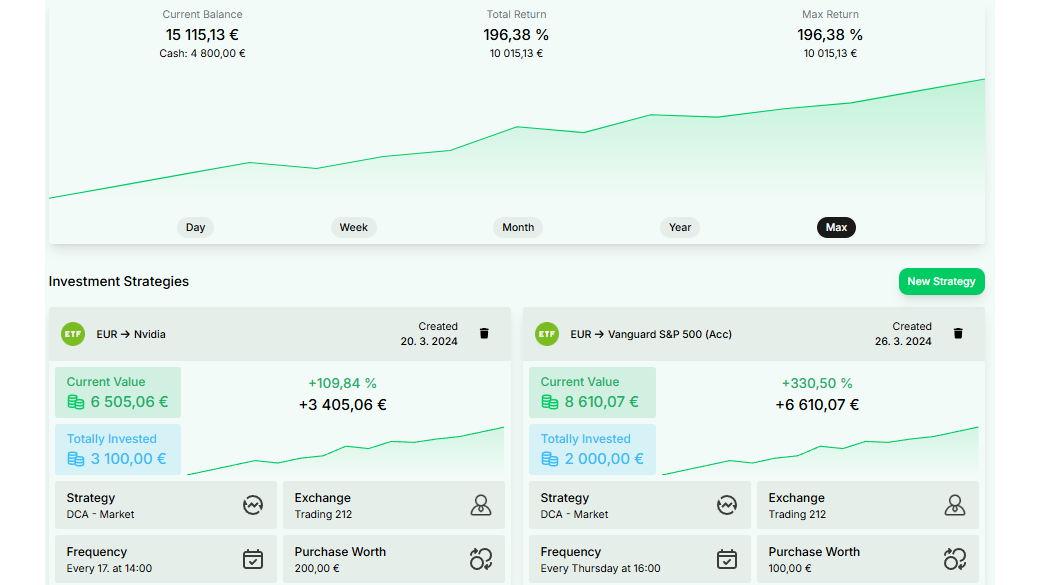 Current Balance
15 115,13 €
Cash: 4 800,00 €
Total Return
196,38 %
10 015,13 €
Max Return
196,38 %
10 015,13 €
Day
Week
Month
Year
Max
Investment Strategies
New Strategy
ETF
EUR → Nvidia
Created
20. 3. 2024
Current Value
6 505,06 €
+109,84 %
+3 405,06 €
Totally Invested
3 100,00 €
Strategy
DCA - Market
Exchange
Trading 212
Frequency
Every 17. at 14:00
Purchase Worth
200,00 €
ETF
EUR → Vanguard S&P 500 (Acc)
Created
26. 3. 2024
Current Value
8 610,07 €
+330,50 %
+6 610,07 €
Totally Invested
2 000,00 €
Strategy
DCA - Market
Exchange
Trading 212
Frequency
Every Thursday at 16:00
Purchase Worth
100,00 €